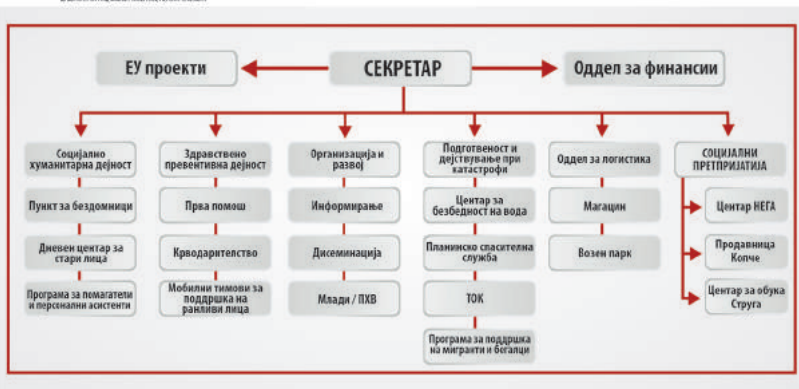 ЕУ проекти
СЕКРЕТАР
Оддел за финансии
Социјално
хуманитарна дејност
Пункт за бездомници
Дневен центар за
стари лица
Програма за помагатели
и персонални асистенти
Здравствено
превентивна дејност
Прва помош
Крводарителство
Мобилни тимови за
поддршка на
ранливи лица
Организација и
развој
Информирање
Дисеминација
Млади / ПХВ
Подготвеност и
дејствување при
катастрофи
Центар за
безбедност на вода
Планинско спасителна
служба
ТОК
Програма за поддршка
на мигранти и бегалци
Оддел за логистика
Магацин
Возен парк
СОЦИЈАЛНИ
ПРЕТПРИЈАТИЈА
Центар НЕГА
Продавница
Копче
Центар за обука
Струга